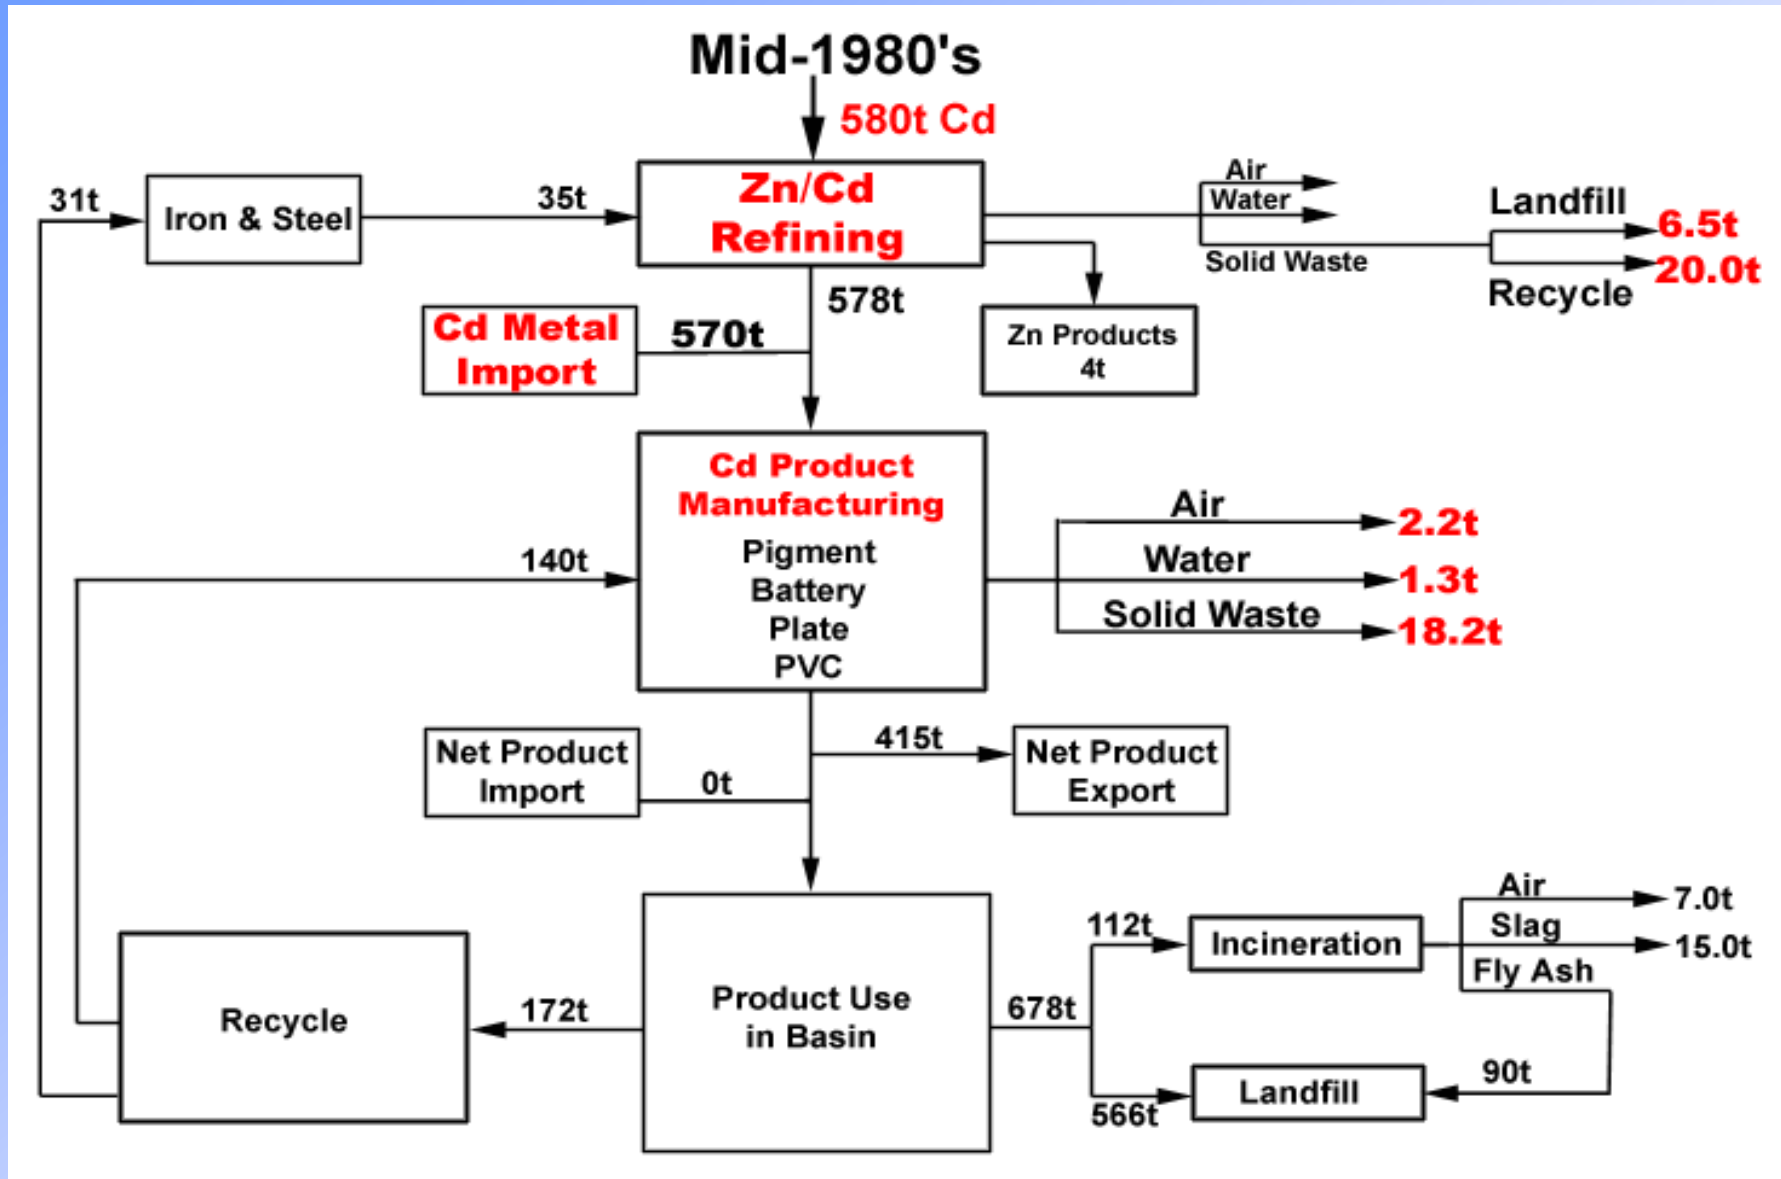 Mid-1980's
580t Cd
31t
Iron & Steel
35t
Zn/Cd
Refining
Air
Water
Solid Waste
Landfill
6.5t
20.0t
Recycle
578t
Cd Metal
Import
570t
Zn Products
4t
Cd Product
Manufacturing
Pigment
Battery
Plate
PVC
140t
Air
2.2t
Water
1.3t
Solid Waste
18.2t
Net Product
Import
0t
415t
Net Product
Export
Recycle
172t
Product Use
in Basin
678t
112t
Incineration
Air
7.0t
Slag
15.0t
Fly Ash
90t
566t
Landfill